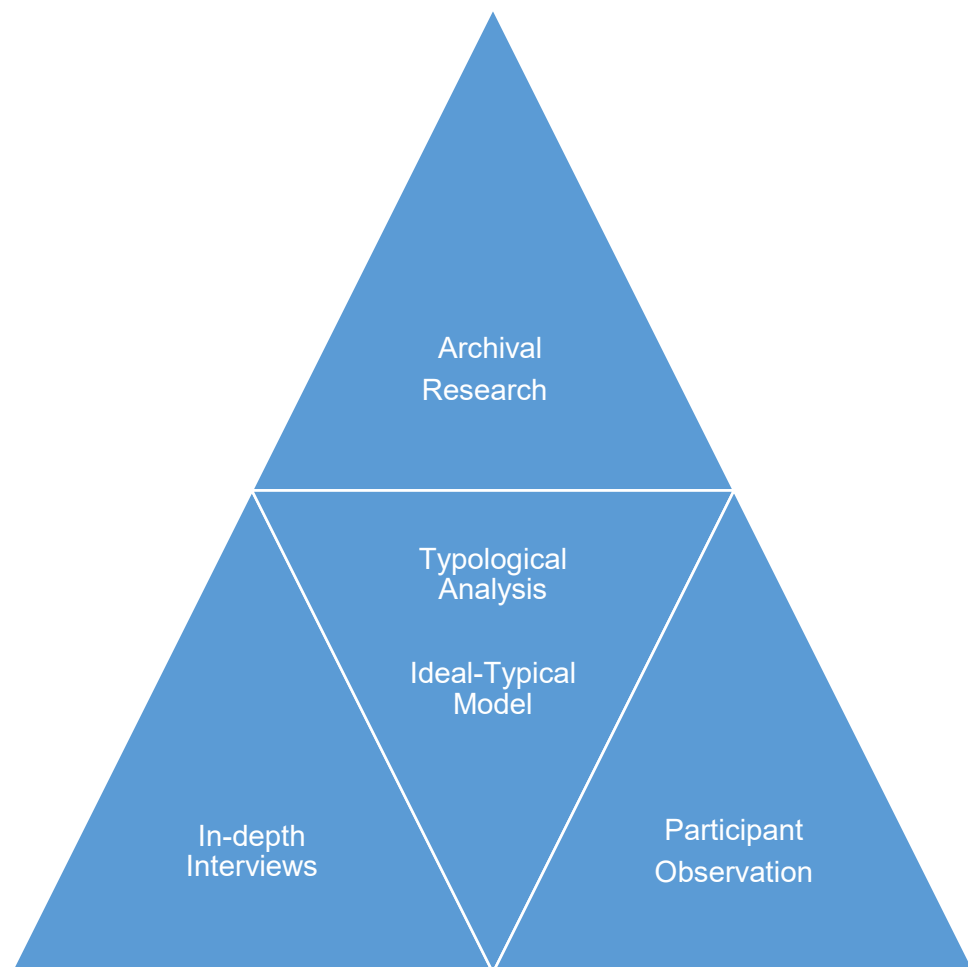 Archival
Research
Typological
Analysis
Ideal-Typical
Model
In-depth
Interviews
Participant
Observation